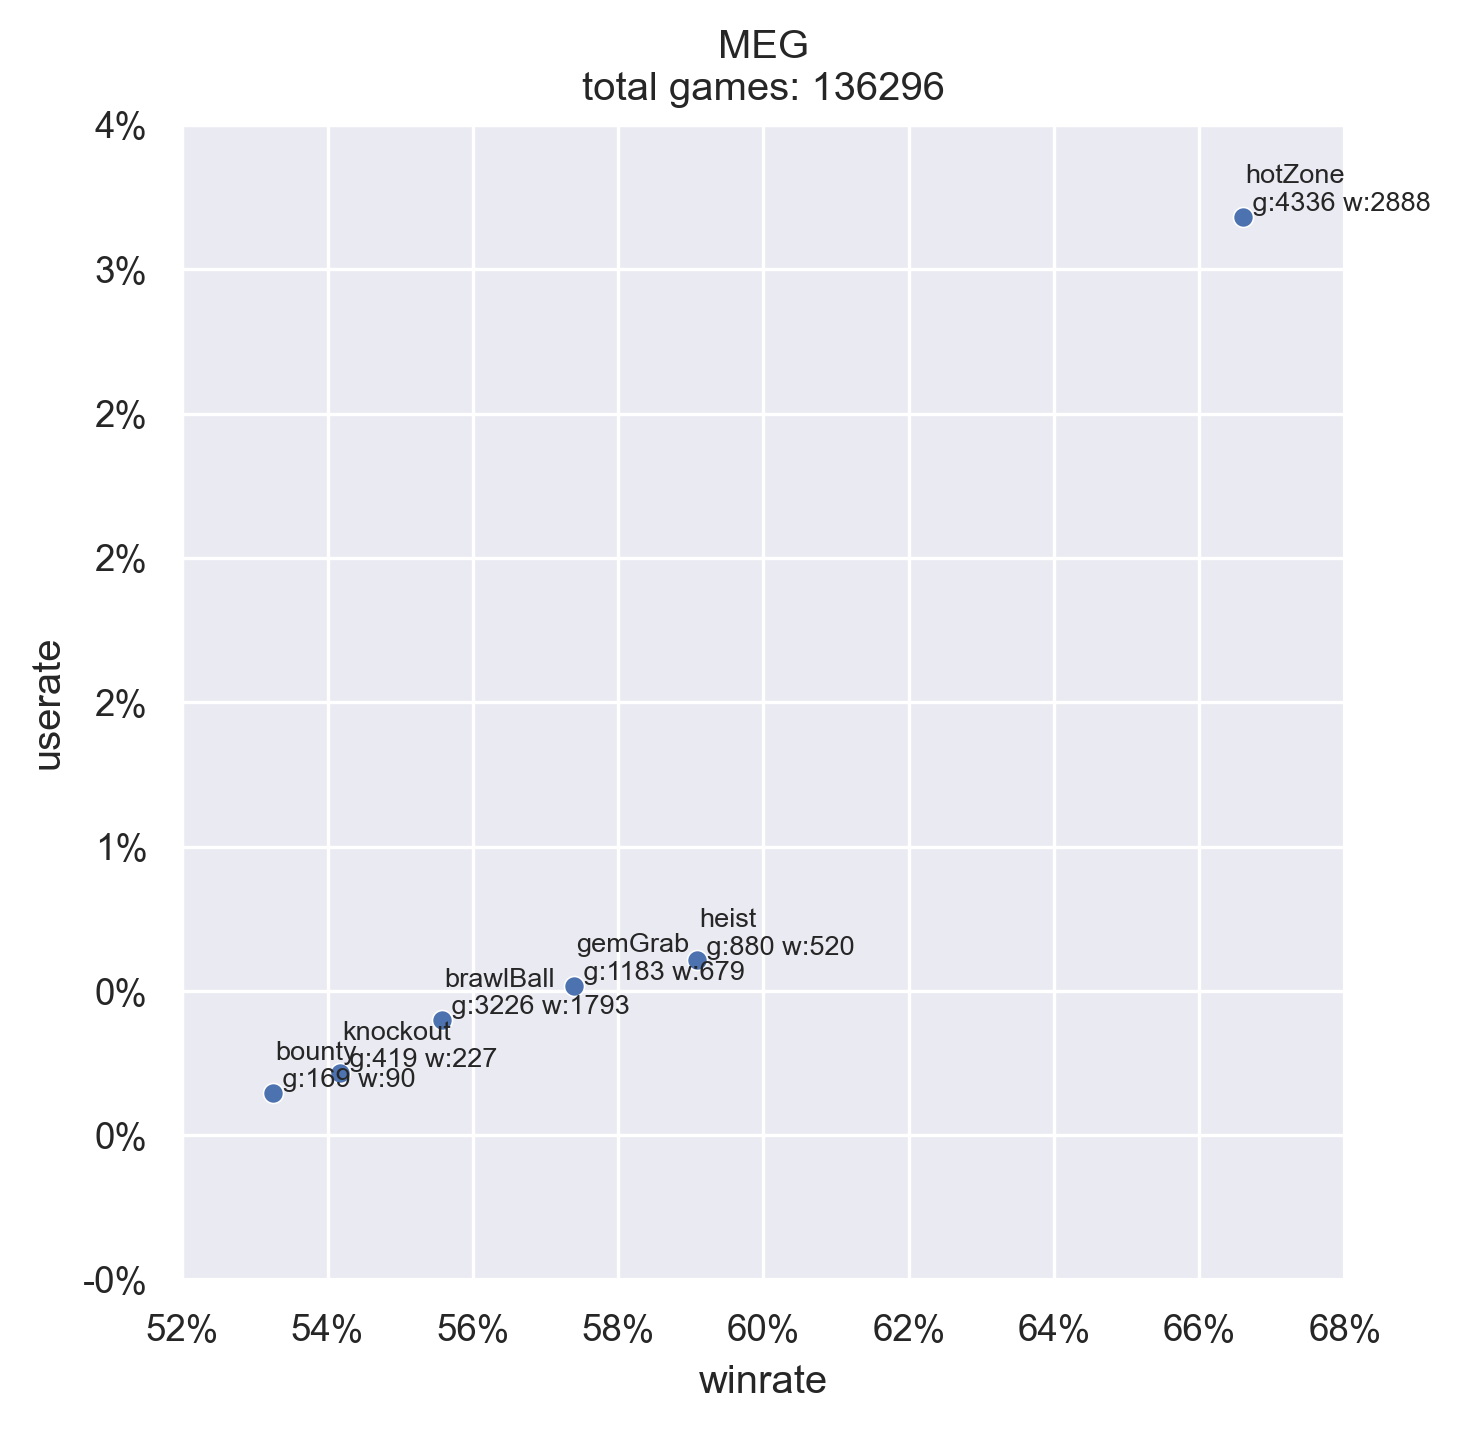 MEG
total games: 136296
4%
3%
2%
2%
2%
1%
0%
0%
-0%
userate
hotZone
g:4336 w:2888
heist
g:880 w:520
gemGrab
g:1183 w:679
brawlBall
g:3226 w:1793
knockout
g:419 w:227
bounty
g:169 w:90
52% 54% 56% 58% 60% 62% 64% 66% 68%
winrate